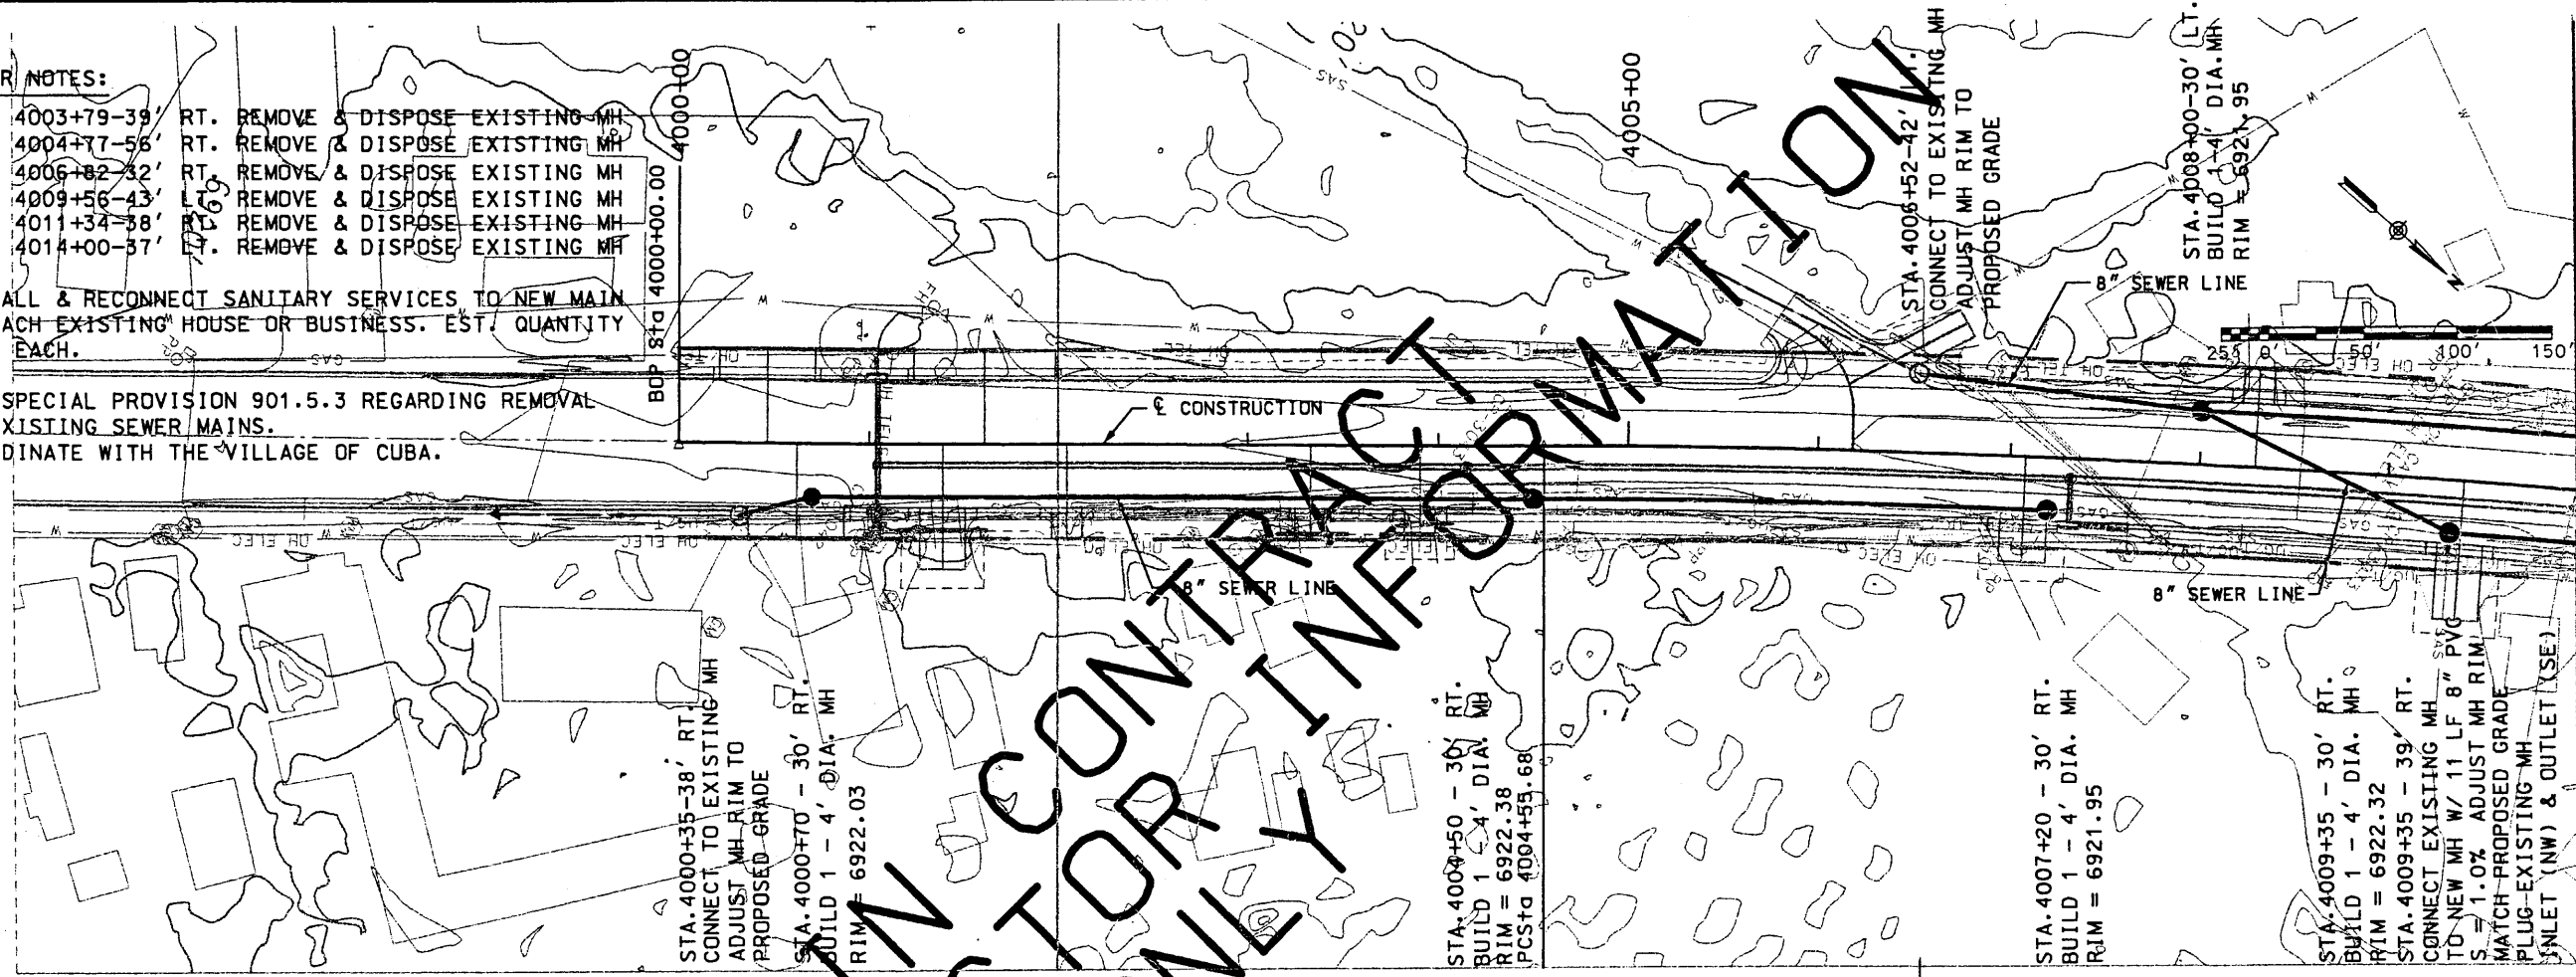 R NOTES:
4003+79-39' RT. REMOVE & DISPOSE EXISTING MH
4004+77-56' RT. REMOVE & DISPOSE EXISTING MH
4006+82-32' RT. REMOVE & DISPOSE EXISTING MH
4009+56-43' LT. REMOVE & DISPOSE EXISTING MH
4011+34-38' RT. REMOVE & DISPOSE EXISTING MH
4014+00-37' LT. REMOVE & DISPOSE EXISTING MH
ALL & RECONNECT SANITARY SERVICES TO NEW MAIN
ACH EXISTING HOUSE OR BUSINESS. EST. QUANTITY
EACH.
SPECIAL PROVISION 901.5.3 REGARDING REMOVAL
XISTING SEWER MAINS.
DINATE WITH THE VILLAGE OF CUBA.
4000+00
BOP Sta 4000+00.00
4005+00
℄ CONSTRUCTION
8" SEWER LINE
8" SEWER LINE
8" SEWER LINE
STA.4006+52-42' LT.
CONNECT TO EXISITNG MH
ADJUST MH RIM TO
PROPOSED GRADE
STA.4008+00-30' LT.
BUILD 1-4' DIA.MH
RIM = 6921.95
N
25' 0' 50' 100' 150'
STA.4000+35-38' RT.
CONNECT TO EXISTING MH
ADJUST MH RIM TO
PROPOSED GRADE
STA.4000+70 - 30' RT.
BUILD 1 - 4' DIA. MH
RIM = 6922.03
STA.4004+50 - 30' RT.
BUILD 1 - 4' DIA. MH
RIM = 6922.38
PCSta 4004+55.68
STA.4007+20 - 30' RT.
BUILD 1 - 4' DIA. MH
RIM = 6921.95
STA.4009+35 - 30' RT.
BUILD 1 - 4' DIA. MH
RIM = 6922.32
STA.4009+35 - 39' RT.
CONNECT EXISTING MH
TO NEW MH W/ 11 LF 8" PVC
S = 1.0% ADJUST MH RIM
MATCH PROPOSED GRADE
PLUG EXISTING MH
INLET (NW) & OUTLET (SE)
IN CONTRACT
CTOR INFORMATION
ONLY
OH ELEC
OH ELEC
OH TEL
GAS
SAS
W